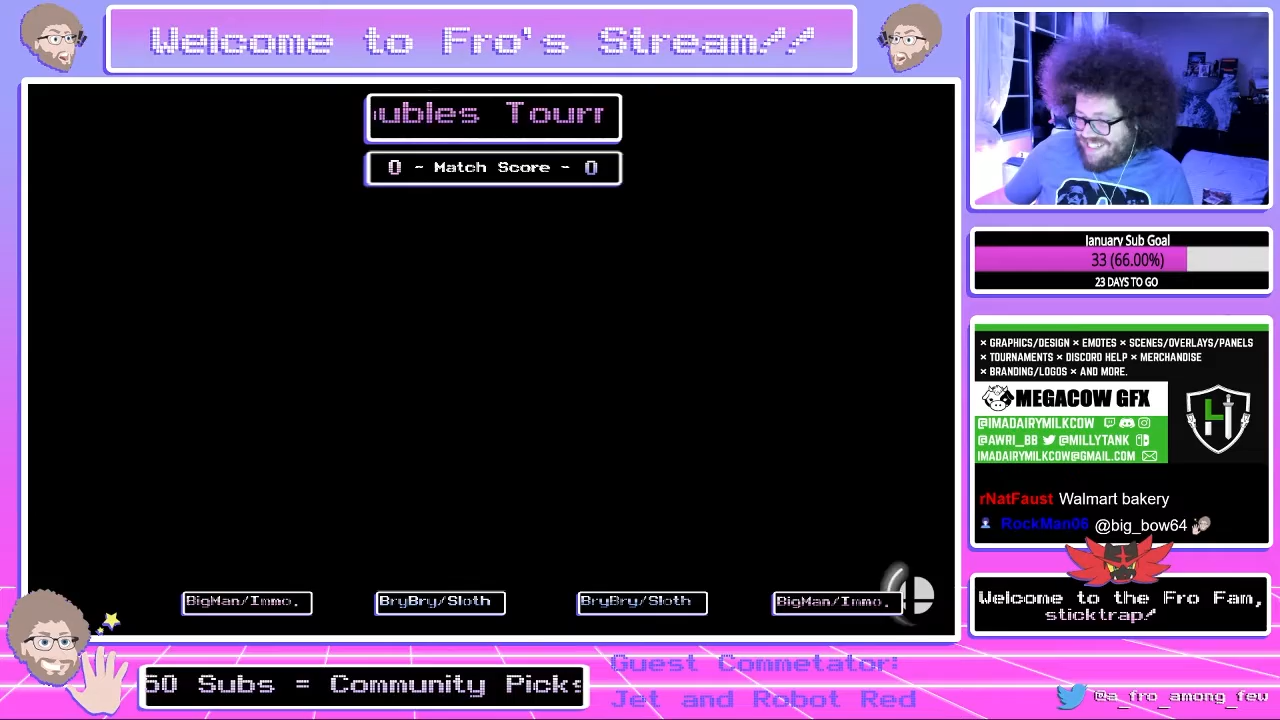 Welcome to Fro's Stream//
ubles Tourr
0 - Match Score - 0
January Sub Goal
33 (66.00%)
23 DAYS TO GO
× GRAPHICS/DESIGN × EMOTES × SCENES/OVERLAYS/PANELS
× TOURNAMENTS × DISCORD HELP × MERCHANDISE
× BRANDING/LOGOS × AND MORE.
MEGACOW GFX
@IMADAIRYMILKCOW
@AWRI_BB @MILLYTANK
IMADAIRYMILKCOW@GMAIL.COM
rNatFaust Walmart bakery
RockMan06 @big_bow64
Welcome to the Fro Fam,
sticktrap/
BigMan/Immo.
BryBry/Sloth
BryBry/Sloth
BigMan/Immo.
50 Subs = Community Picks
Guest Commetator:
Jet and Robot Red
@a_fro_among_few